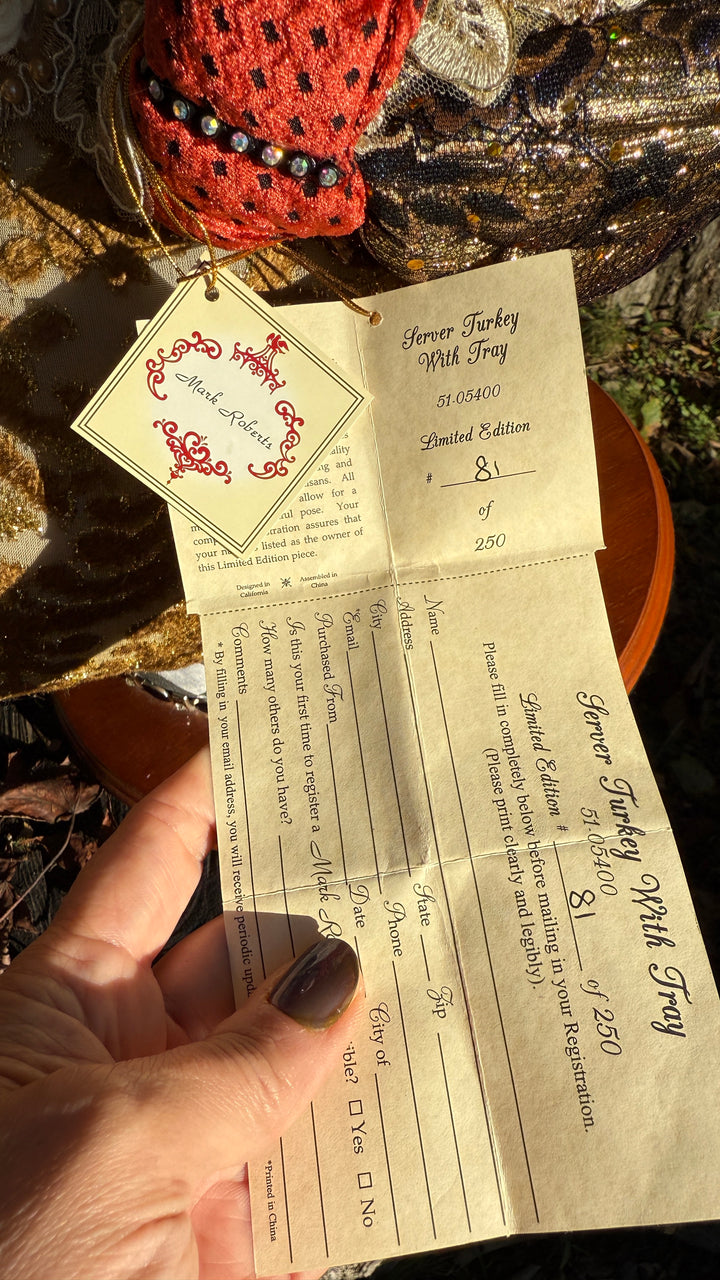 Mark Roberts
Server Turkey
With Tray
51-05400
Limited Edition
# 81
of
250
ality
ig and
isans. All
allow for a
ul pose. Your
ration assures that
your n listed as the owner of
this Limited Edition piece.
Designed in
California
Assembled in
China
Server Turkey With Tray
51-05400
Limited Edition # 81 of 250
Please fill in completely below before mailing in your Registration.
(Please print clearly and legibly).
Name
Address
City State Zip
*Email Phone
Purchased From Date City of
Is this your first time to register a Mark Ro ible? ☐ Yes ☐ No
How many others do you have?
Comments
* By filling in your email address, you will receive periodic upda
*Printed in China